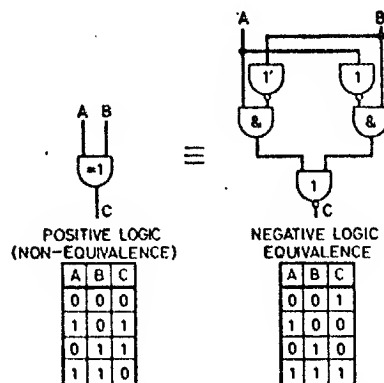 A B
1 1
& &
A B
=1
1
C C
POSITIVE LOGIC
(NON-EQUIVALENCE)
NEGATIVE LOGIC
EQUIVALENCE
A B C
0 0 0
1 0 1
0 1 1
1 1 0
A B C
0 0 1
1 0 0
0 1 0
1 1 1